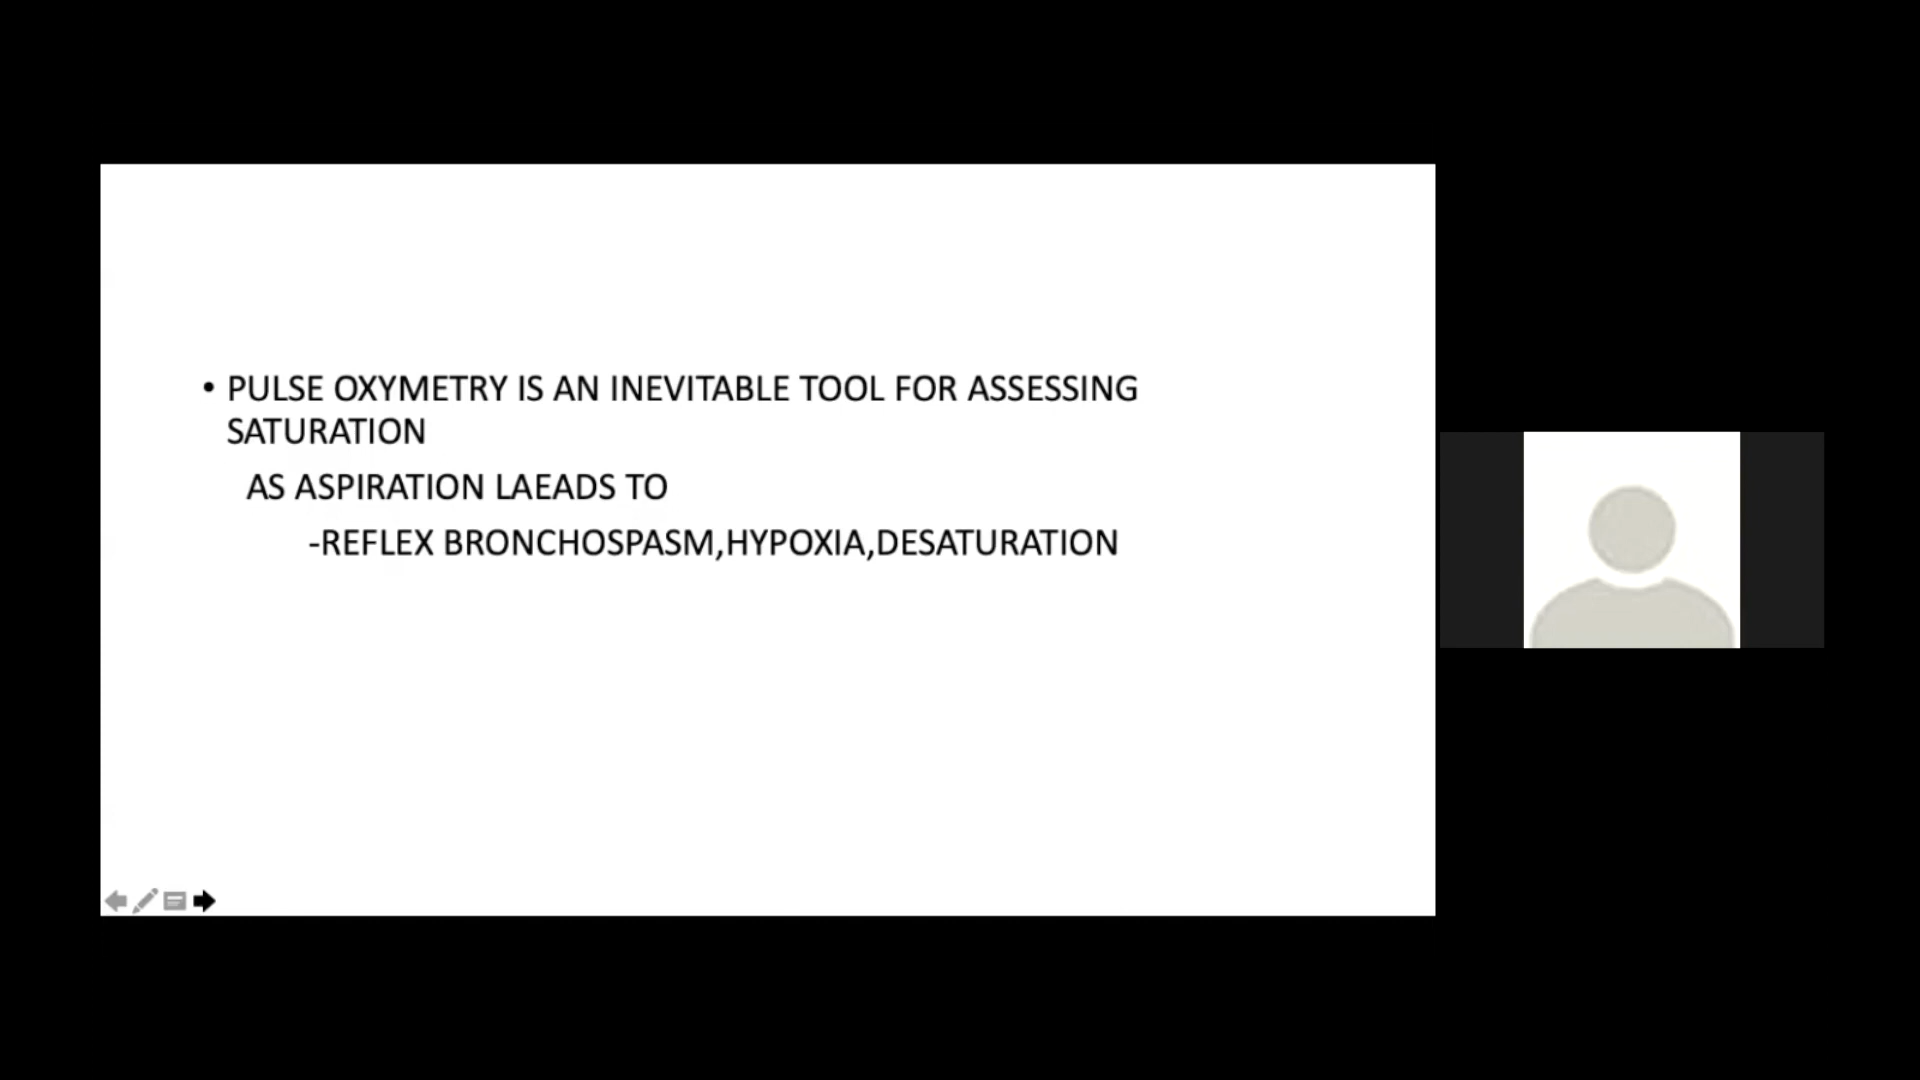 • PULSE OXYMETRY IS AN INEVITABLE TOOL FOR ASSESSING
SATURATION
AS ASPIRATION LAEADS TO
-REFLEX BRONCHOSPASM,HYPOXIA,DESATURATION